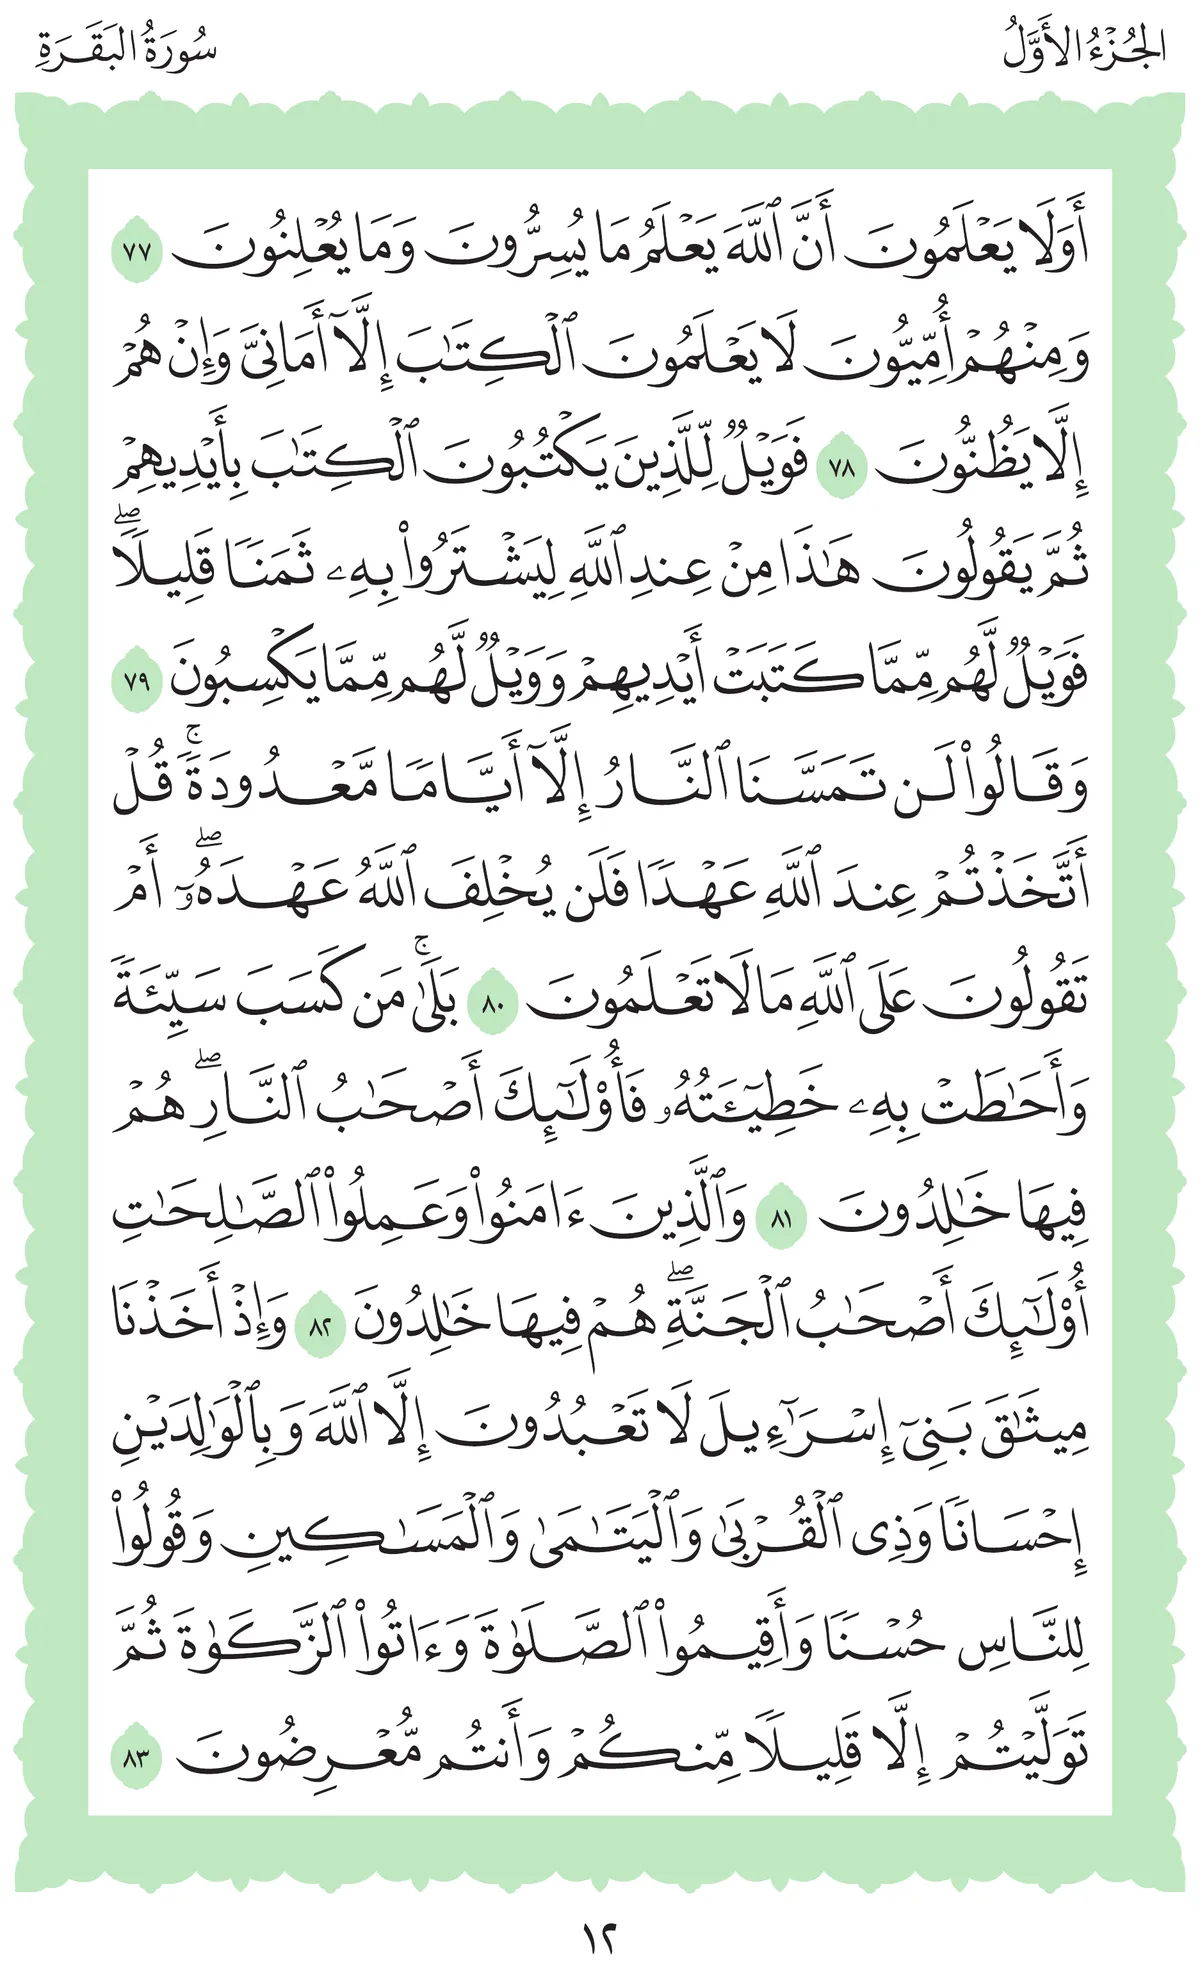 الجُزْءُ الأَوَّلُ
سُورَةُ البَقَرَةِ
أَوَلَا يَعْلَمُونَ أَنَّ ٱللَّهَ يَعْلَمُ مَا يُسِرُّونَ وَمَا يُعْلِنُونَ ٧٧
وَمِنْهُمْ أُمِّيُّونَ لَا يَعْلَمُونَ ٱلْكِتَٰبَ إِلَّآ أَمَانِىَّ وَإِنْ هُمْ
إِلَّا يَظُنُّونَ ٧٨ فَوَيْلٌ لِّلَّذِينَ يَكْتُبُونَ ٱلْكِتَٰبَ بِأَيْدِيهِمْ
ثُمَّ يَقُولُونَ هَٰذَا مِنْ عِندِ ٱللَّهِ لِيَشْتَرُوا۟ بِهِۦ ثَمَنًا قَلِيلًا ۖ
فَوَيْلٌ لَّهُم مِّمَّا كَتَبَتْ أَيْدِيهِمْ وَوَيْلٌ لَّهُم مِّمَّا يَكْسِبُونَ ٧٩
وَقَالُوا۟ لَن تَمَسَّنَا ٱلنَّارُ إِلَّآ أَيَّامًا مَّعْدُودَةً ۚ قُلْ
أَتَّخَذْتُمْ عِندَ ٱللَّهِ عَهْدًا فَلَن يُخْلِفَ ٱللَّهُ عَهْدَهُۥٓ ۖ أَمْ
تَقُولُونَ عَلَى ٱللَّهِ مَا لَا تَعْلَمُونَ ٨٠ بَلَىٰ ۚ مَن كَسَبَ سَيِّئَةً
وَأَحَٰطَتْ بِهِۦ خَطِيٓـَٔتُهُۥ فَأُو۟لَٰٓئِكَ أَصْحَٰبُ ٱلنَّارِ ۖ هُمْ
فِيهَا خَٰلِدُونَ ٨١ وَٱلَّذِينَ ءَامَنُوا۟ وَعَمِلُوا۟ ٱلصَّٰلِحَٰتِ
أُو۟لَٰٓئِكَ أَصْحَٰبُ ٱلْجَنَّةِ ۖ هُمْ فِيهَا خَٰلِدُونَ ٨٢ وَإِذْ أَخَذْنَا
مِيثَٰقَ بَنِىٓ إِسْرَٰٓءِيلَ لَا تَعْبُدُونَ إِلَّا ٱللَّهَ وَبِٱلْوَٰلِدَيْنِ
إِحْسَانًا وَذِى ٱلْقُرْبَىٰ وَٱلْيَتَٰمَىٰ وَٱلْمَسَٰكِينِ وَقُولُوا۟
لِلنَّاسِ حُسْنًا وَأَقِيمُوا۟ ٱلصَّلَوٰةَ وَءَاتُوا۟ ٱلزَّكَوٰةَ ثُمَّ
تَوَلَّيْتُمْ إِلَّا قَلِيلًا مِّنكُمْ وَأَنتُم مُّعْرِضُونَ ٨٣
١٢